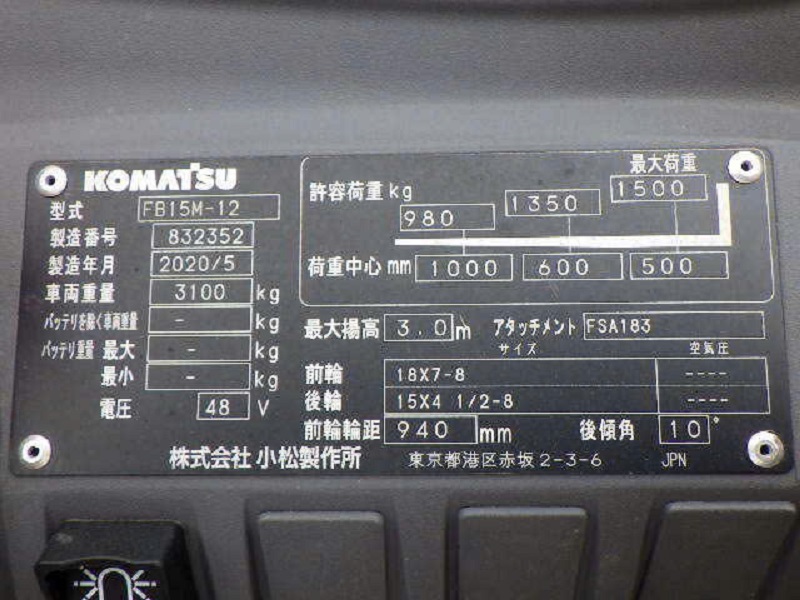 KOMATSU
型式 FB15M-12
製造番号 832352
製造年月 2020/5
車両重量 3100 kg
バッテリを除く車両重量 - kg
バッテリ重量 最大 - kg
最小 - kg
電圧 48 V
最大荷重
許容荷重 kg 980 1350 1500
荷重中心 mm 1000 600 500
最大揚高 3.0 m アタッチメント FSA183
サイズ 空気圧
前輪 18X7-8 ----
後輪 15X4 1/2-8 ----
前輪輪距 940 mm 後傾角 10°
株式会社 小松製作所 東京都港区赤坂2-3-6 JPN